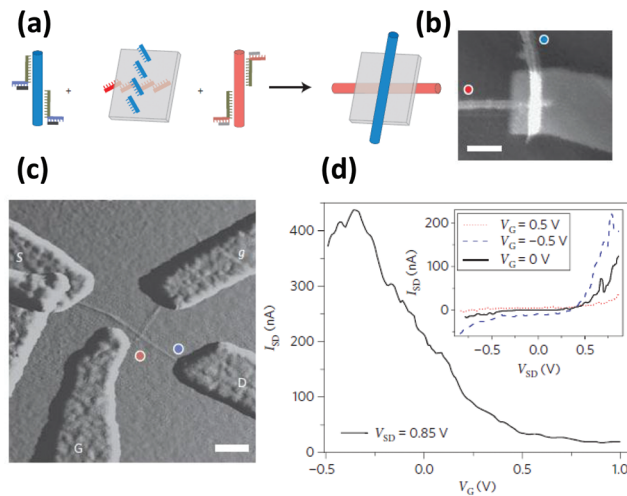 (a)
+
+
(b)
(c)
S
g
D
G
(d)
I_SD (nA)
400
300
200
100
0
−0.5
0.0
0.5
1.0
V_G (V)
V_SD = 0.85 V
V_G = 0.5 V
V_G = −0.5 V
V_G = 0 V
I_SD (nA)
200
150
100
50
0
−0.5
0.0
0.5
V_SD (V)